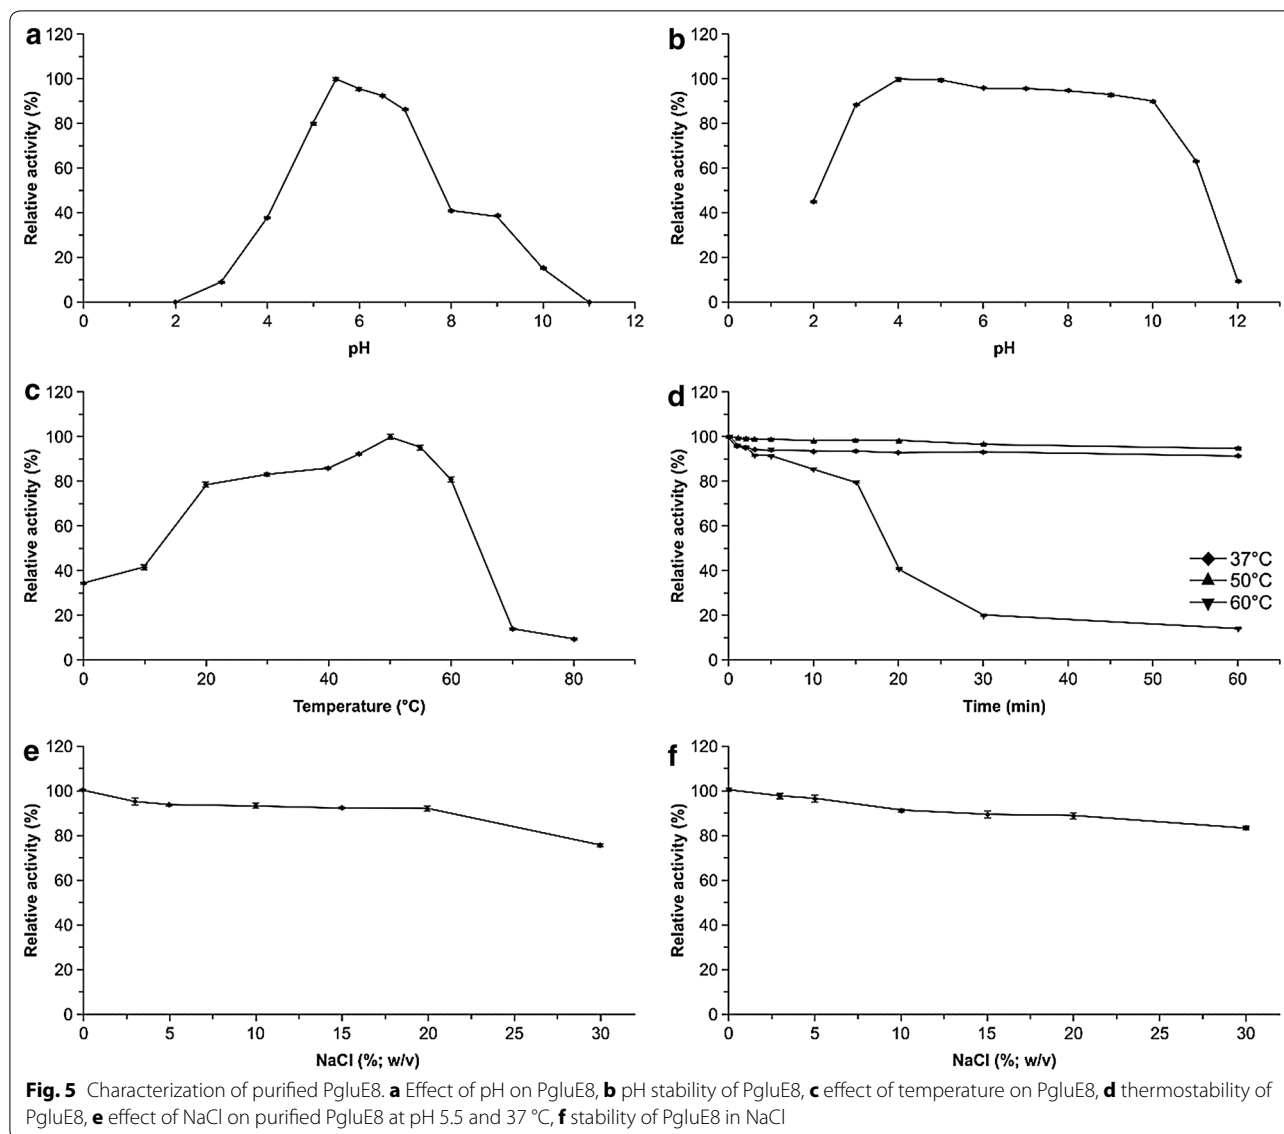 a
120
100
80
60
40
20
0
Relative activity (%)
0 2 4 6 8 10 12
pH
b
120
100
80
60
40
20
0
Relative activity (%)
0 2 4 6 8 10 12
pH
c
120
100
80
60
40
20
0
Relative activity (%)
0 20 40 60 80
Temperature (°C)
d
120
100
80
60
40
20
0
Relative activity (%)
37°C
50°C
60°C
0 10 20 30 40 50 60
Time (min)
e
120
100
80
60
40
20
0
Relative activity (%)
0 5 10 15 20 25 30
NaCl (%; w/v)
f
120
100
80
60
40
20
0
Relative activity (%)
0 5 10 15 20 25 30
NaCl (%; w/v)
Fig. 5 Characterization of purified PgluE8. a Effect of pH on PgluE8, b pH stability of PgluE8, c effect of temperature on PgluE8, d thermostability of
PgluE8, e effect of NaCl on purified PgluE8 at pH 5.5 and 37 °C, f stability of PgluE8 in NaCl